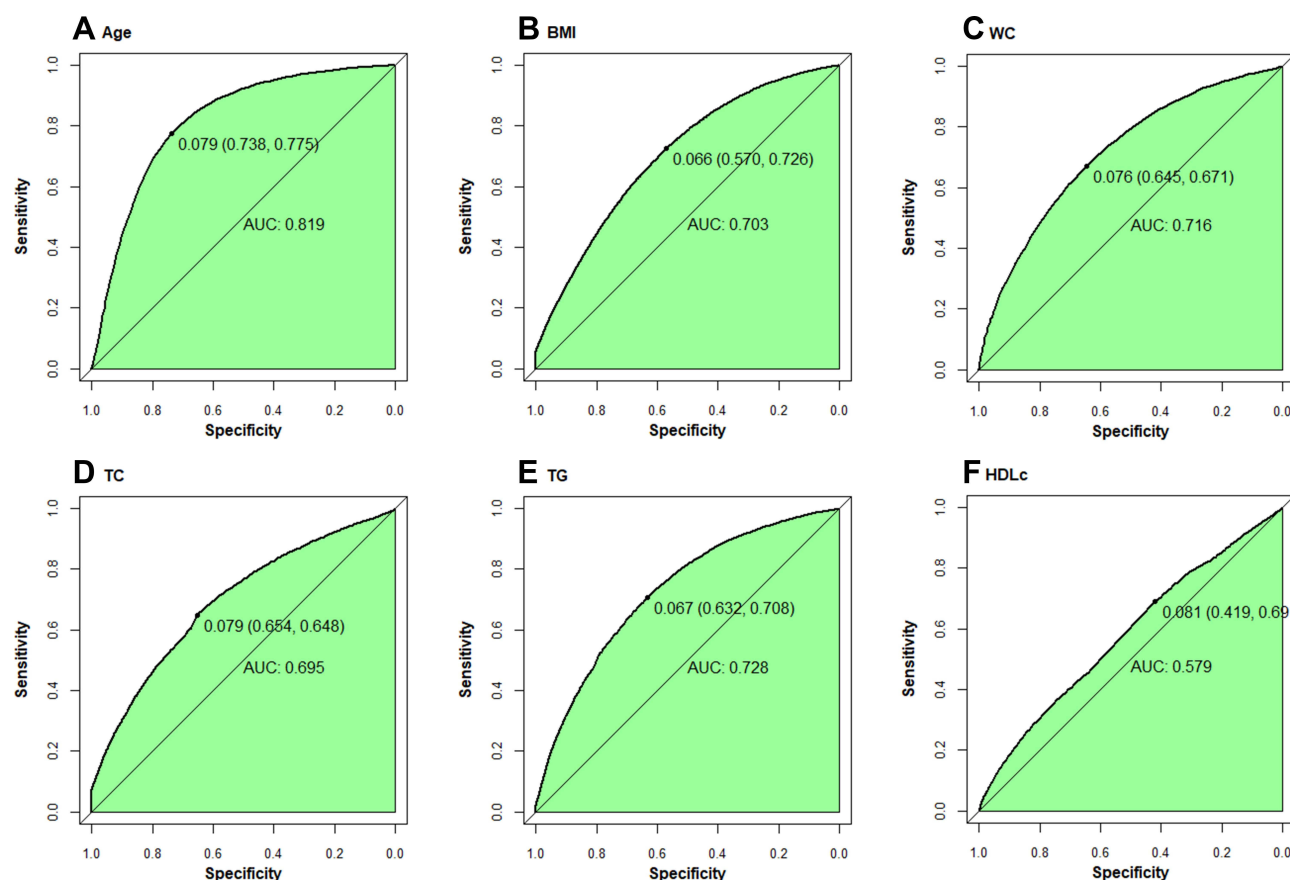 A Age
1.0
0.8
0.6
0.4
0.2
0.0
Sensitivity
0.079 (0.738, 0.775)
AUC: 0.819
1.0 0.8 0.6 0.4 0.2 0.0
Specificity
B BMI
1.0
0.8
0.6
0.4
0.2
0.0
Sensitivity
0.066 (0.570, 0.726)
AUC: 0.703
1.0 0.8 0.6 0.4 0.2 0.0
Specificity
C WC
1.0
0.8
0.6
0.4
0.2
0.0
Sensitivity
0.076 (0.645, 0.671)
AUC: 0.716
1.0 0.8 0.6 0.4 0.2 0.0
Specificity
D TC
1.0
0.8
0.6
0.4
0.2
0.0
Sensitivity
0.079 (0.654, 0.648)
AUC: 0.695
1.0 0.8 0.6 0.4 0.2 0.0
Specificity
E TG
1.0
0.8
0.6
0.4
0.2
0.0
Sensitivity
0.067 (0.632, 0.708)
AUC: 0.728
1.0 0.8 0.6 0.4 0.2 0.0
Specificity
F HDLc
1.0
0.8
0.6
0.4
0.2
0.0
Sensitivity
0.081 (0.419, 0.69
AUC: 0.579
1.0 0.8 0.6 0.4 0.2 0.0
Specificity